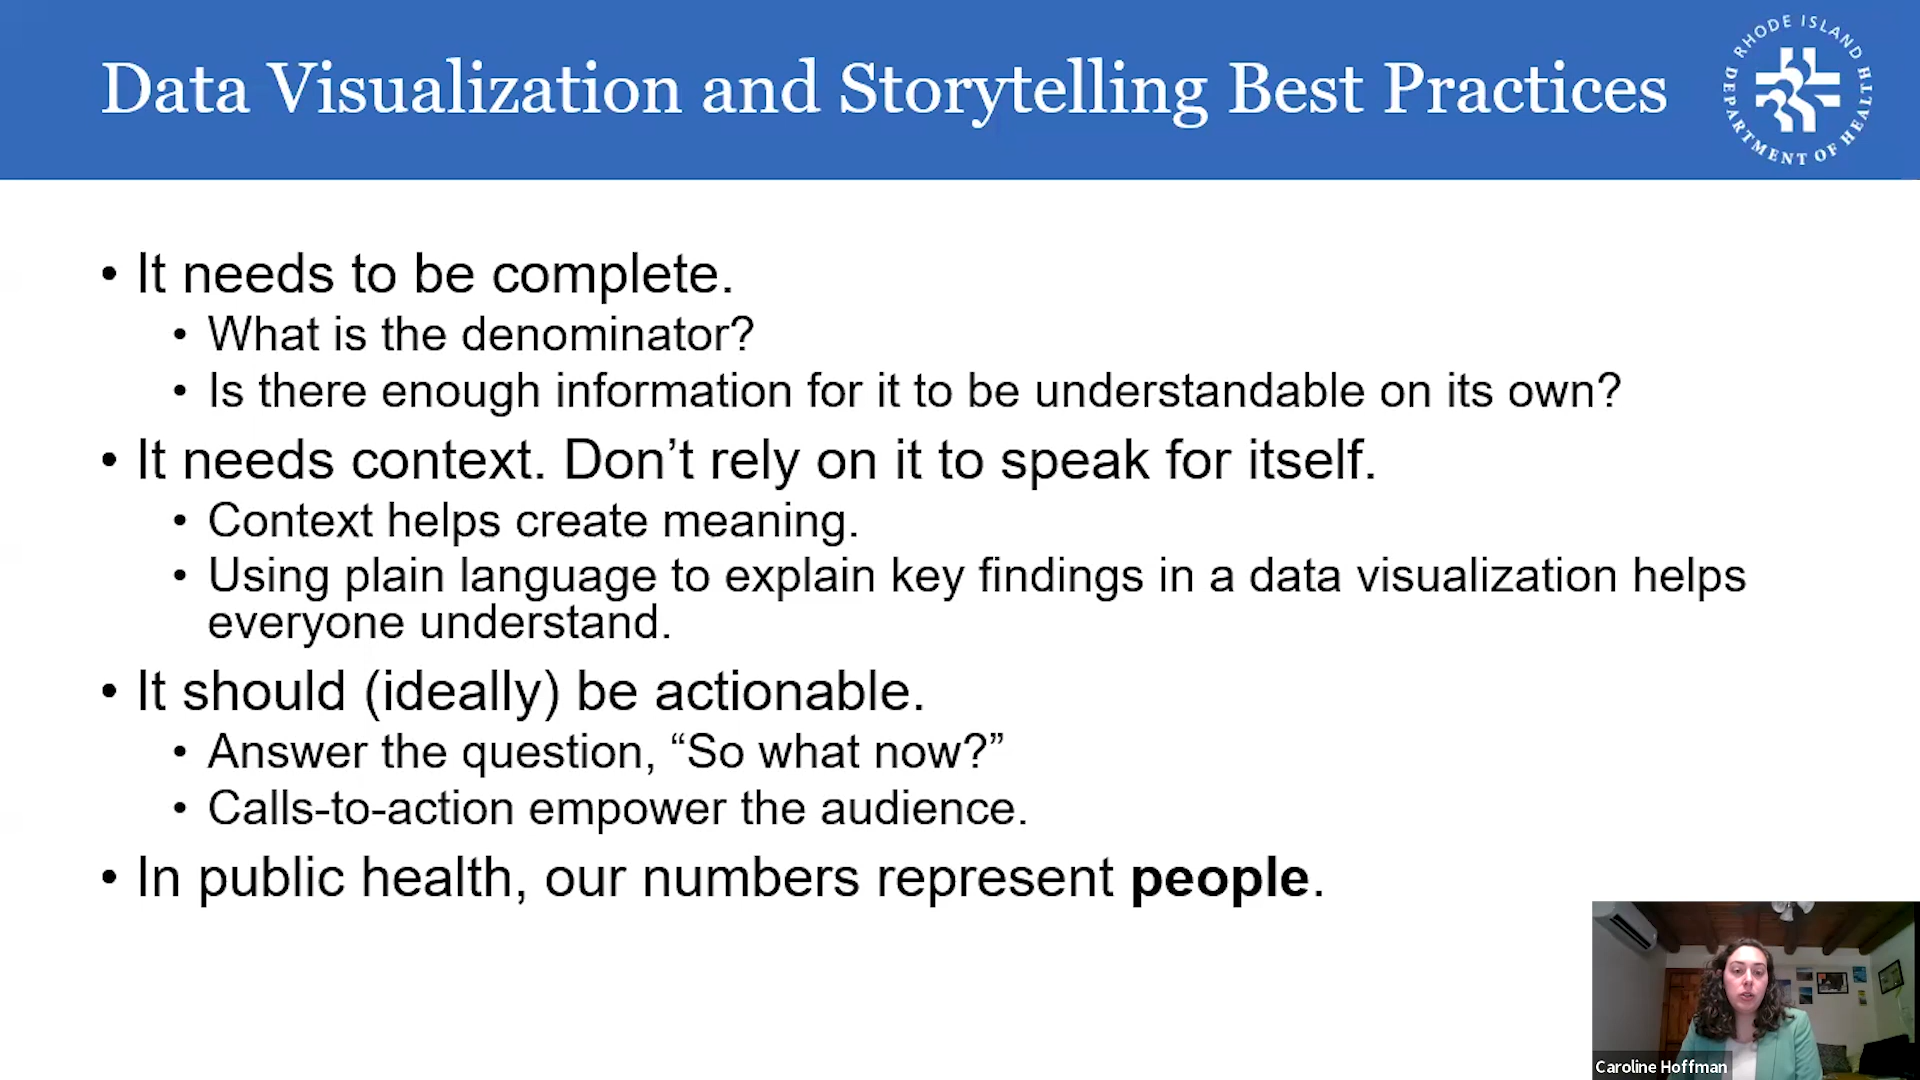 Data Visualization and Storytelling Best Practices
RHODE ISLAND
DEPARTMENT OF HEALTH
• It needs to be complete.
• What is the denominator?
• Is there enough information for it to be understandable on its own?
• It needs context. Don’t rely on it to speak for itself.
• Context helps create meaning.
• Using plain language to explain key findings in a data visualization helps
everyone understand.
• It should (ideally) be actionable.
• Answer the question, “So what now?”
• Calls-to-action empower the audience.
• In public health, our numbers represent people.
Caroline Hoffman